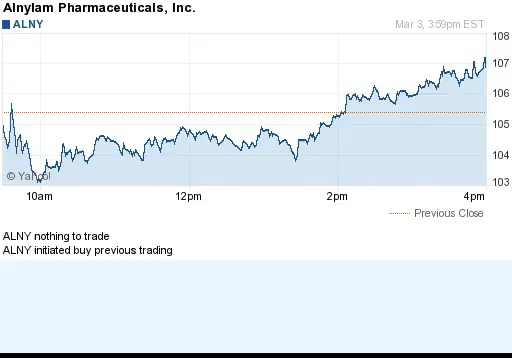 Alnylam Pharmaceuticals, Inc.
ALNY
Mar 3, 3:59pm EST
108
107
106
105
104
103
© Yahoo!
10am 12pm 2pm 4pm
Previous Close
ALNY nothing to trade
ALNY initiated buy previous trading